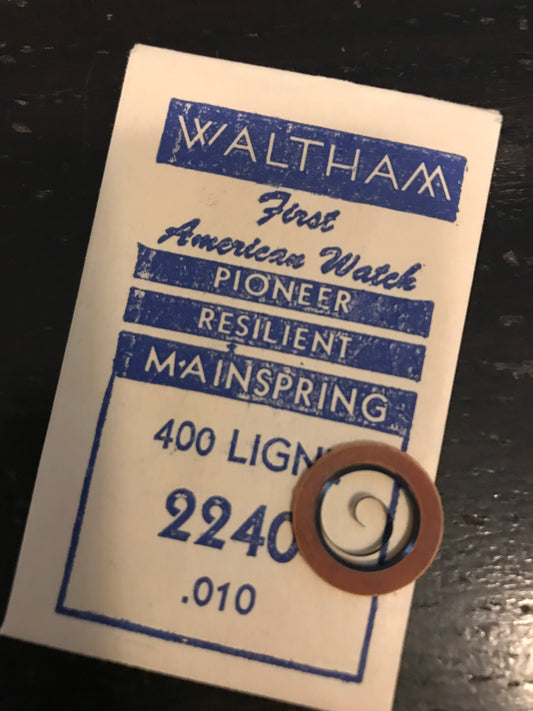 WALTHAM
First
American Watch
PIONEER
RESILIENT
MAINSPRING
400 LIGN
2240
.010